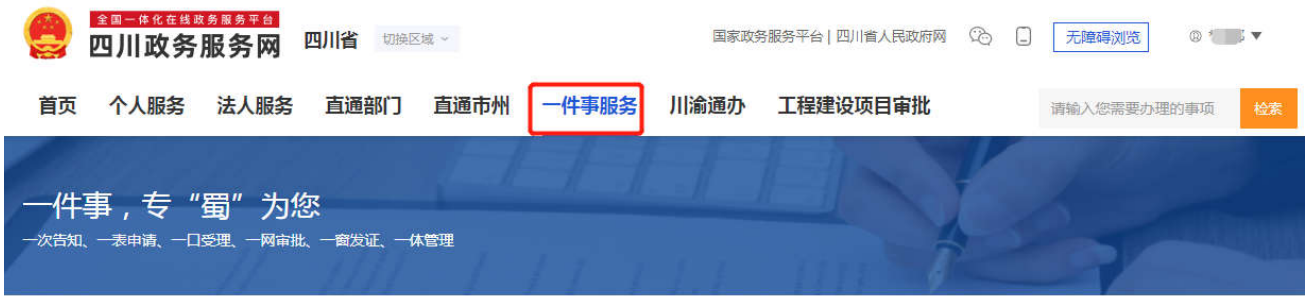 全国一体化在线政务服务平台
四川政务服务网 四川省 切换区域 国家政务服务平台 | 四川省人民政府网 无障碍浏览
首页 个人服务 法人服务 直通部门 直通市州 一件事服务 川渝通办 工程建设项目审批 请输入您需要办理的事项 检索
一件事，专“蜀”为您
一次告知、一表申请、一口受理、一网审批、一窗发证、一体管理